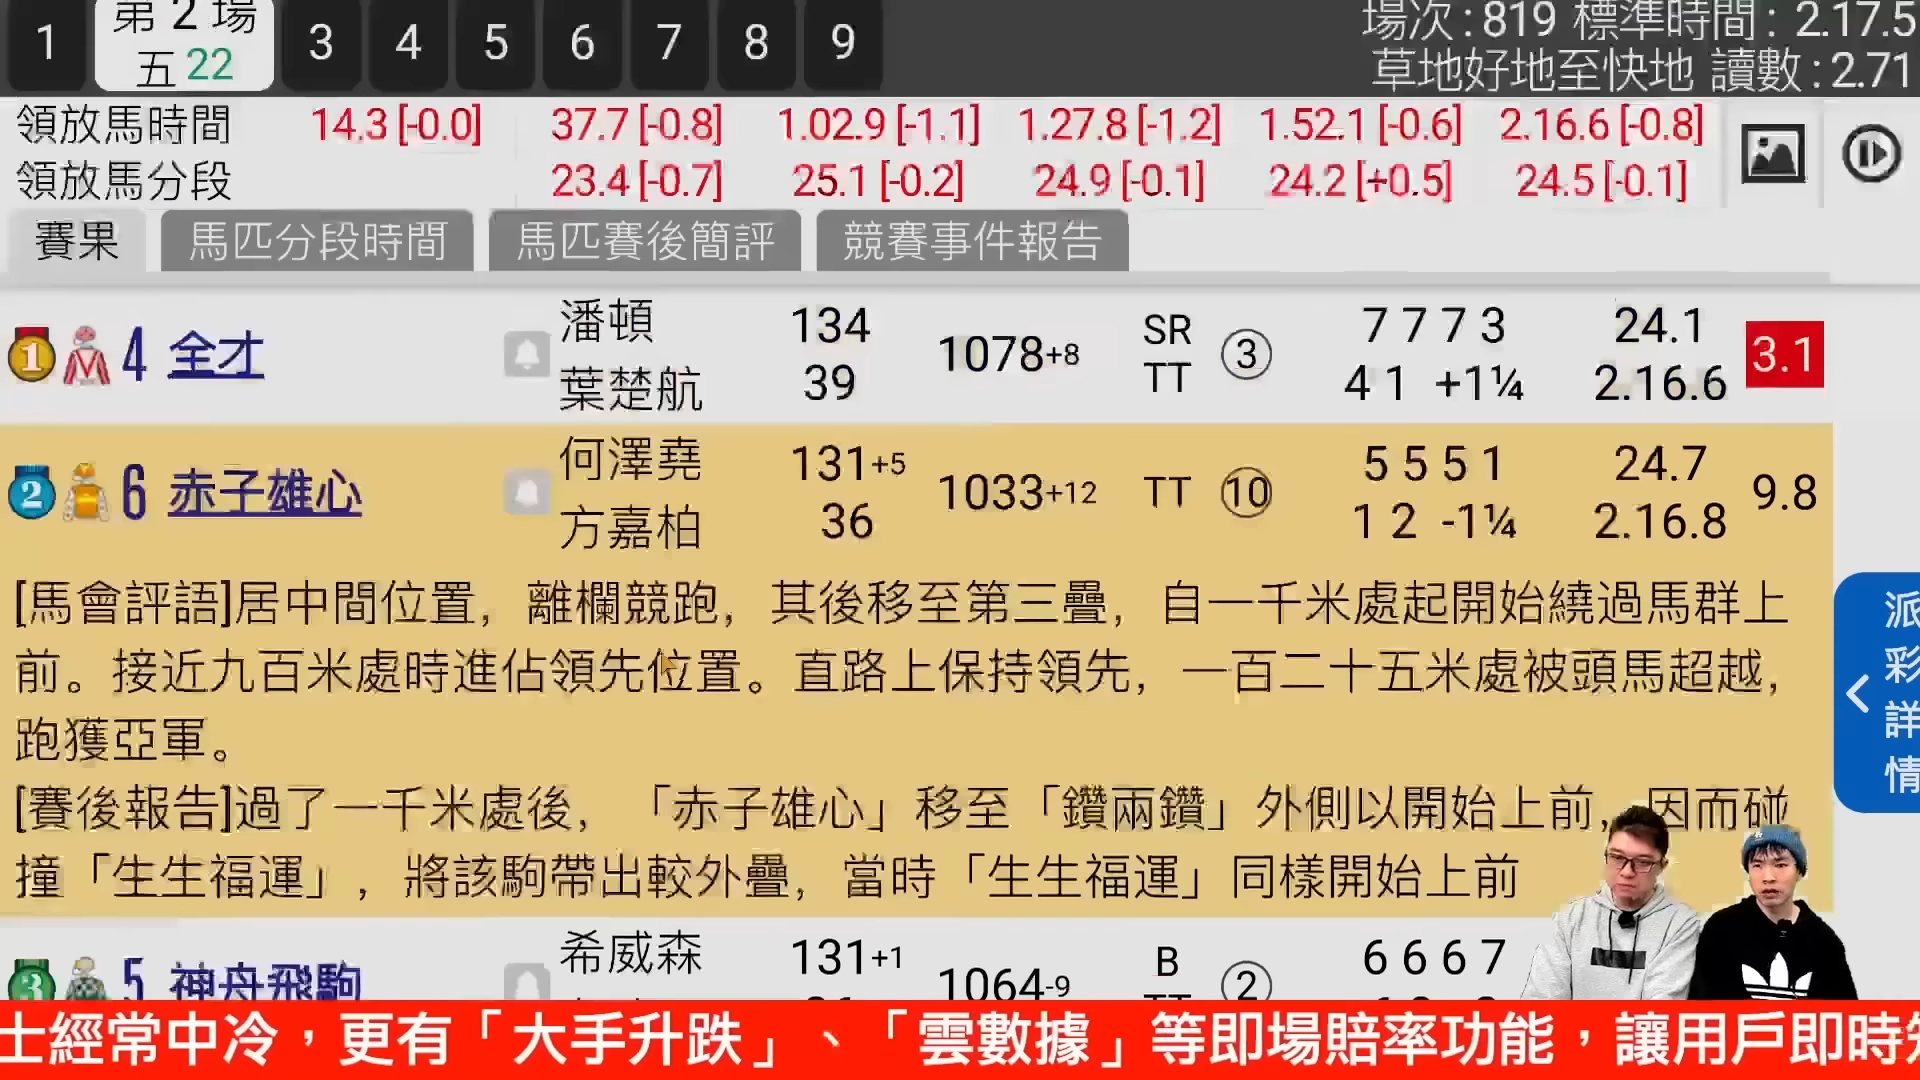 1 第2場 3 4 5 6 7 8 9 場次:819 標準時間: 2.17.5
五22 草地好地至快地 讀數:2.71
領放馬時間 14.3 [-0.0] 37.7 [-0.8] 1.02.9 [-1.1] 1.27.8 [-1.2] 1.52.1 [-0.6] 2.16.6 [-0.8]
領放馬分段 23.4 [-0.7] 25.1 [-0.2] 24.9 [-0.1] 24.2 [+0.5] 24.5 [-0.1]
賽果 馬匹分段時間 馬匹賽後簡評 競賽事件報告
1 4 全才 潘頓 134 1078+8 SR 3 7 7 7 3 24.1 3.1
葉楚航 39 TT 4 1 +1¼ 2.16.6
2 6 赤子雄心 何澤堯 131+5 1033+12 TT 10 5 5 5 1 24.7 9.8
方嘉柏 36 1 2 -1¼ 2.16.8
[馬會評語]居中間位置，離欄競跑，其後移至第三疊，自一千米處起開始繞過馬群上
前。接近九百米處時進佔領先位置。直路上保持領先，一百二十五米處被頭馬超越，
跑獲亞軍。
[賽後報告]過了一千米處後，「赤子雄心」移至「鑽兩鑽」外側以開始上前，因而碰
撞「生生福運」，將該駒帶出較外疊，當時「生生福運」同樣開始上前
派彩詳情
3 5 神舟飛駒 希威森 131+1 1064-9 B 2 6 6 6 7
士經常中冷，更有「大手升跌」、「雲數據」等即場賠率功能，讓用戶即時